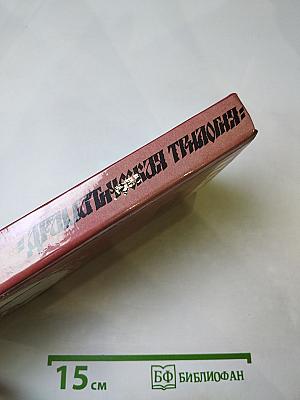 ДРАМАТИЧЕСКАЯ ТРИЛОГИЯ
15 см
БФ БИБЛИОФАН